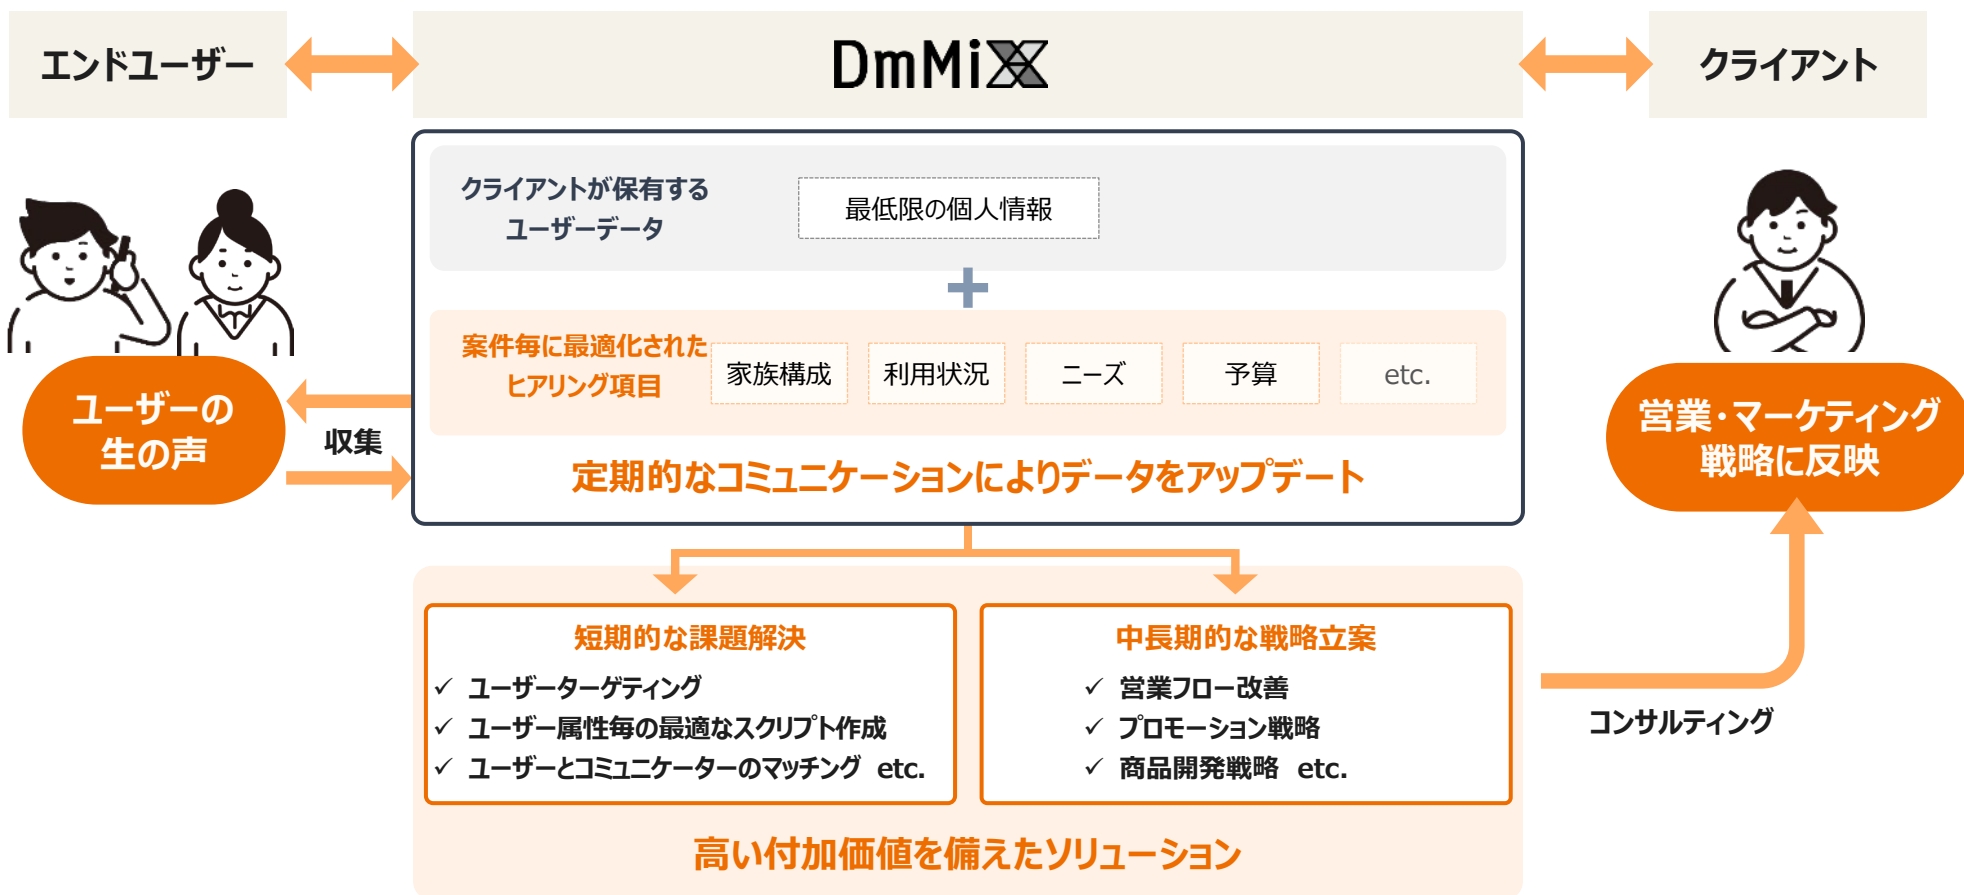 エンドユーザー
DmMiX
クライアント
クライアントが保有する
ユーザーデータ
最低限の個人情報
案件毎に最適化された
ヒアリング項目
家族構成
利用状況
ニーズ
予算
etc.
定期的なコミュニケーションによりデータをアップデート
ユーザーの
生の声
収集
営業・マーケティング
戦略に反映
短期的な課題解決
✓ ユーザーターゲティング
✓ ユーザー属性毎の最適なスクリプト作成
✓ ユーザーとコミュニケーターのマッチング etc.
中長期的な戦略立案
✓ 営業フロー改善
✓ プロモーション戦略
✓ 商品開発戦略 etc.
コンサルティング
高い付加価値を備えたソリューション